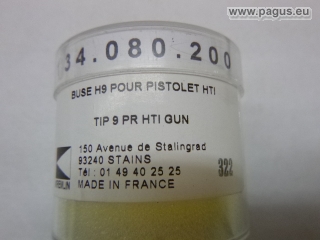 www.pagus.eu
34.080.200
BUSE H9 POUR PISTOLET HTI
TIP 9 PR HTI GUN
150 Avenue de Stalingrad
93240 STAINS
Tél : 01 49 40 25 25
MADE IN FRANCE
322